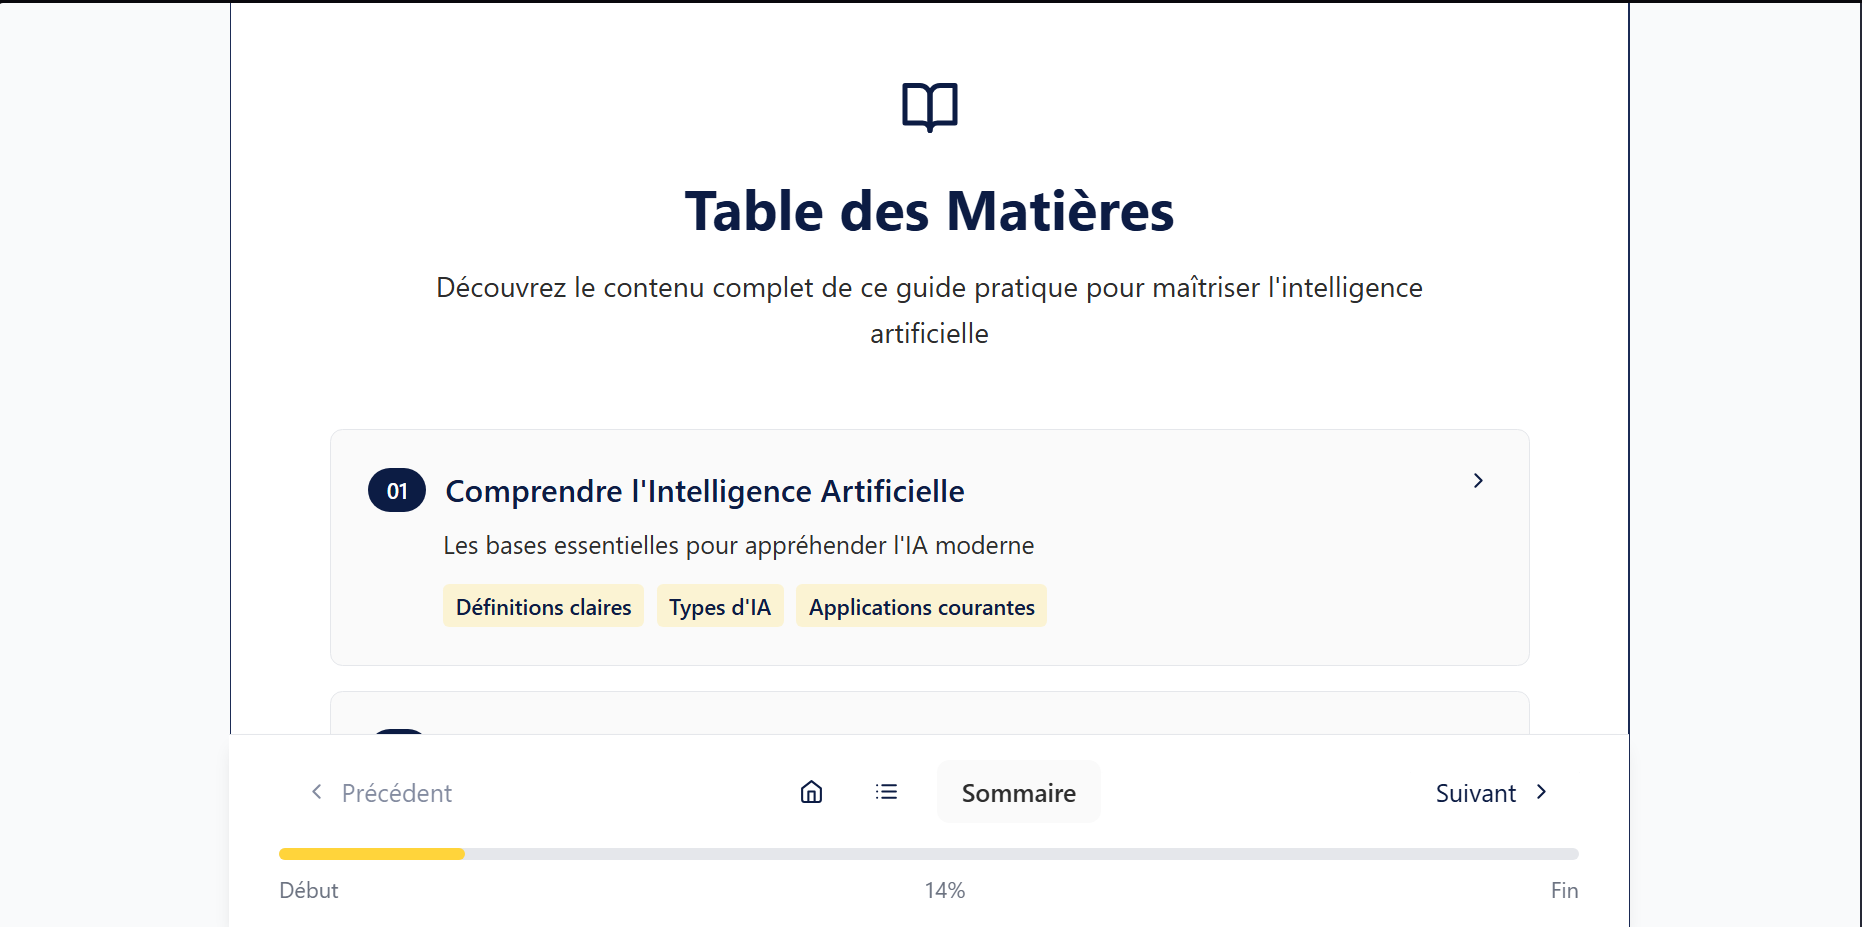 Table des Matières
Découvrez le contenu complet de ce guide pratique pour maîtriser l'intelligence
artificielle
01 Comprendre l'Intelligence Artificielle
Les bases essentielles pour appréhender l'IA moderne
Définitions claires Types d'IA Applications courantes
Précédent Sommaire Suivant
Début 14% Fin